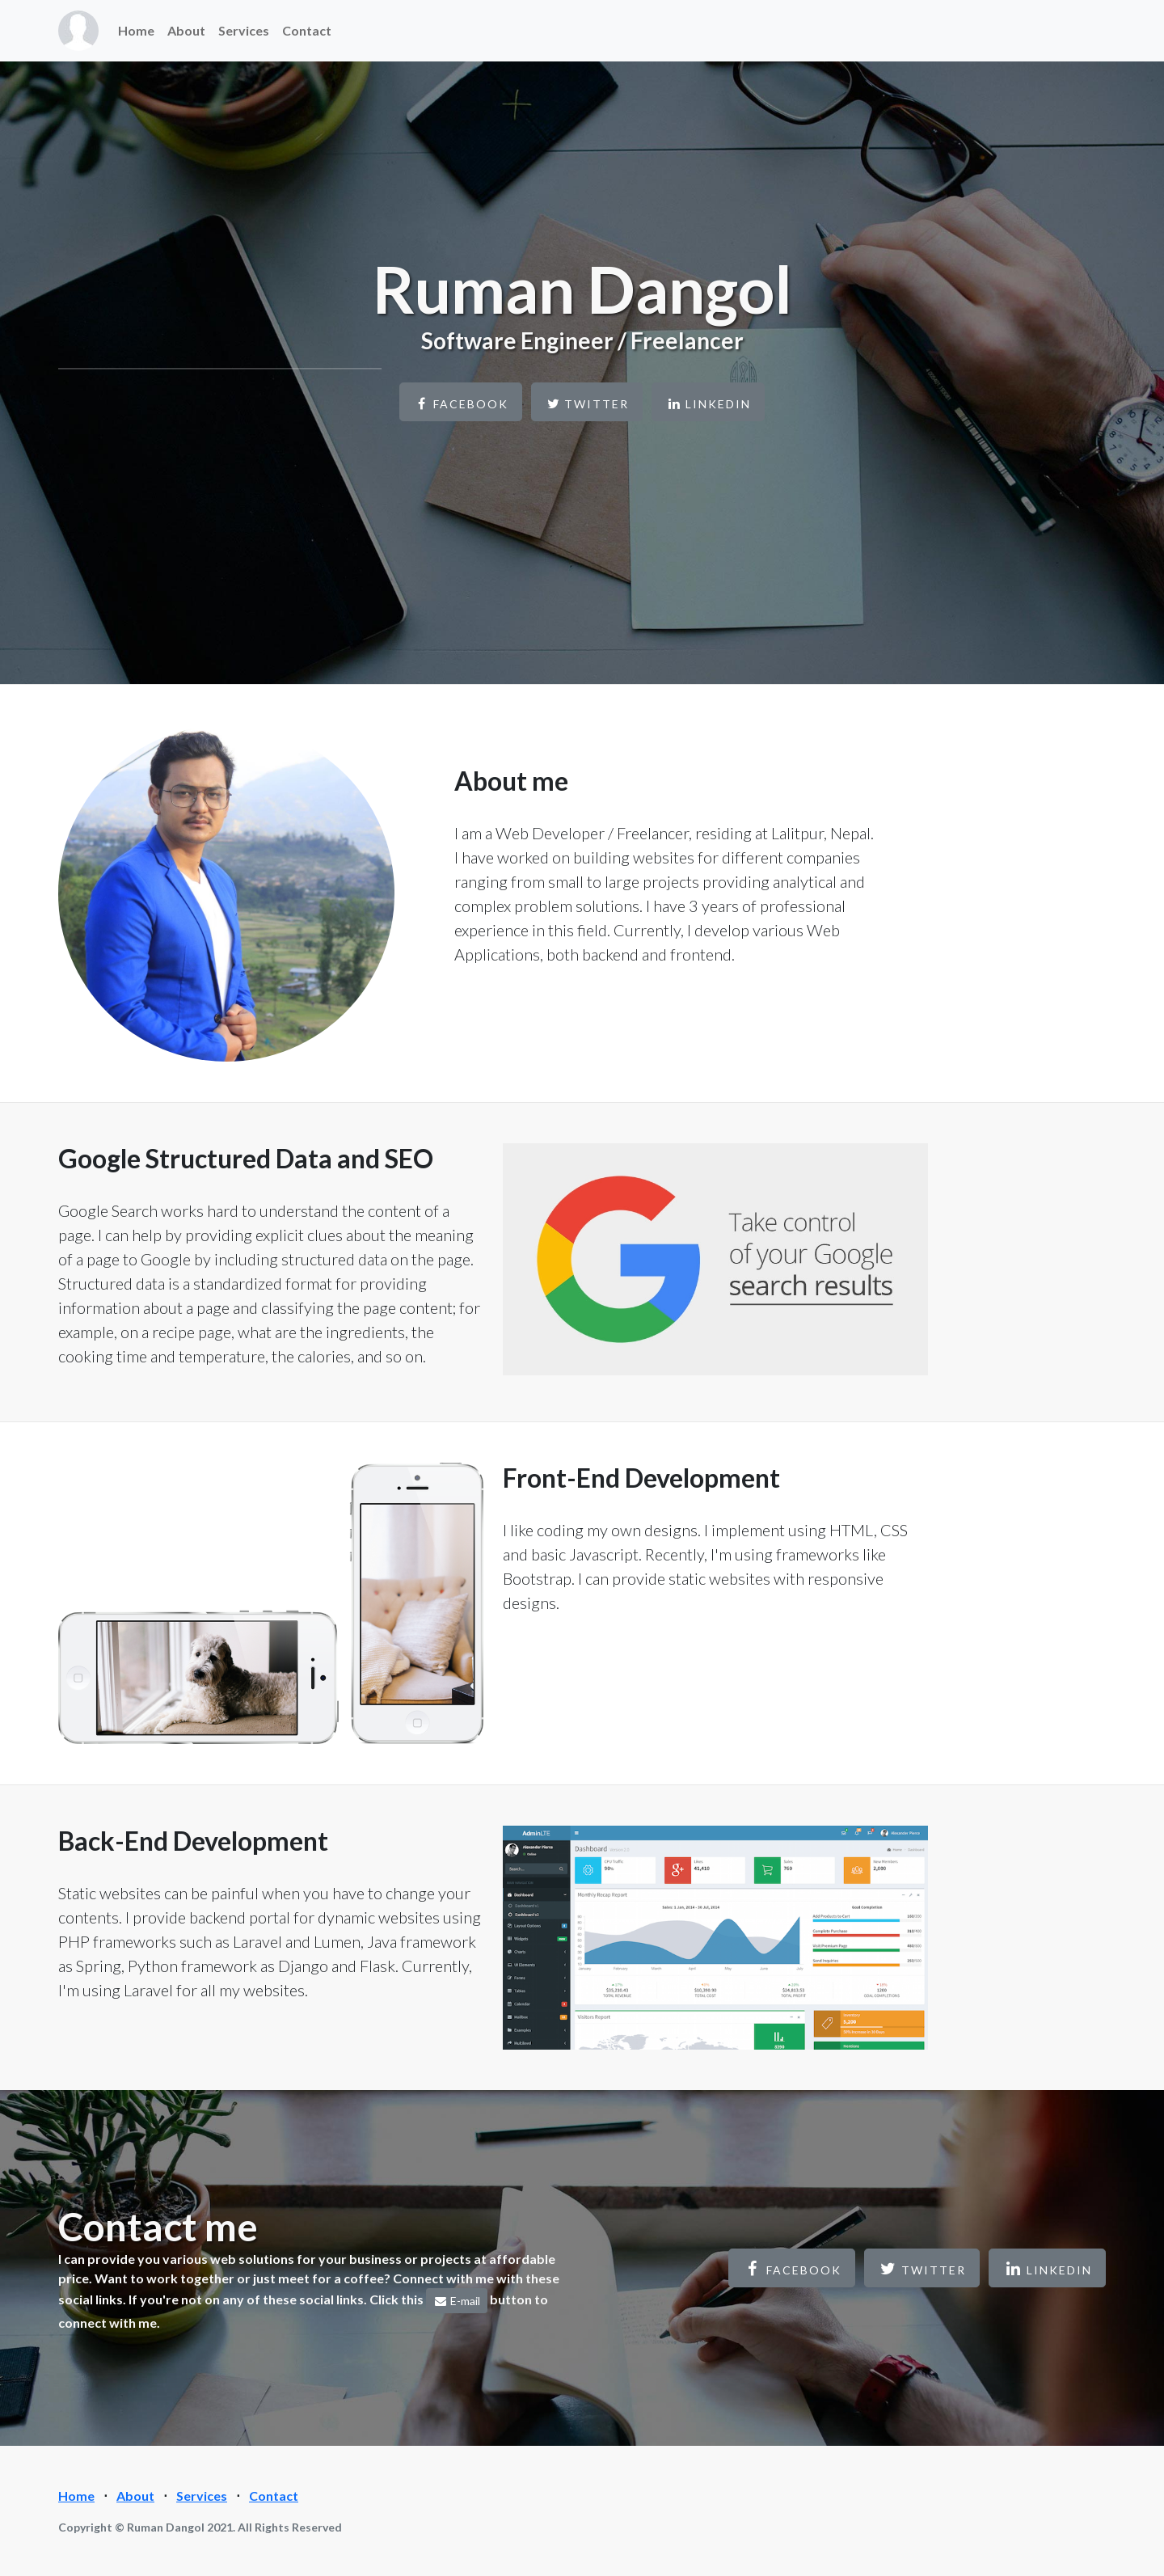 Home About Services Contact
Ruman Dangol
Software Engineer / Freelancer
FACEBOOK TWITTER LINKEDIN
About me
I am a Web Developer / Freelancer, residing at Lalitpur, Nepal.
I have worked on building websites for different companies
ranging from small to large projects providing analytical and
complex problem solutions. I have 3 years of professional
experience in this field. Currently, I develop various Web
Applications, both backend and frontend.
Google Structured Data and SEO
Google Search works hard to understand the content of a
page. I can help by providing explicit clues about the meaning
of a page to Google by including structured data on the page.
Structured data is a standardized format for providing
information about a page and classifying the page content; for
example, on a recipe page, what are the ingredients, the
cooking time and temperature, the calories, and so on.
Take control
of your Google
search results
Front-End Development
I like coding my own designs. I implement using HTML, CSS
and basic Javascript. Recently, I'm using frameworks like
Bootstrap. I can provide static websites with responsive
designs.
Back-End Development
Static websites can be painful when you have to change your
contents. I provide backend portal for dynamic websites using
PHP frameworks such as Laravel and Lumen, Java framework
as Spring, Python framework as Django and Flask. Currently,
I'm using Laravel for all my websites.
AdminLTE
Alexander Pierce
Dashboard
Monthly Recap Report
Visitors Report
Contact me
I can provide you various web solutions for your business or projects at affordable
price. Want to work together or just meet for a coffee? Connect with me with these
social links. If you're not on any of these social links. Click this E-mail button to
connect with me.
FACEBOOK TWITTER LINKEDIN
Home · About · Services · Contact
Copyright © Ruman Dangol 2021. All Rights Reserved